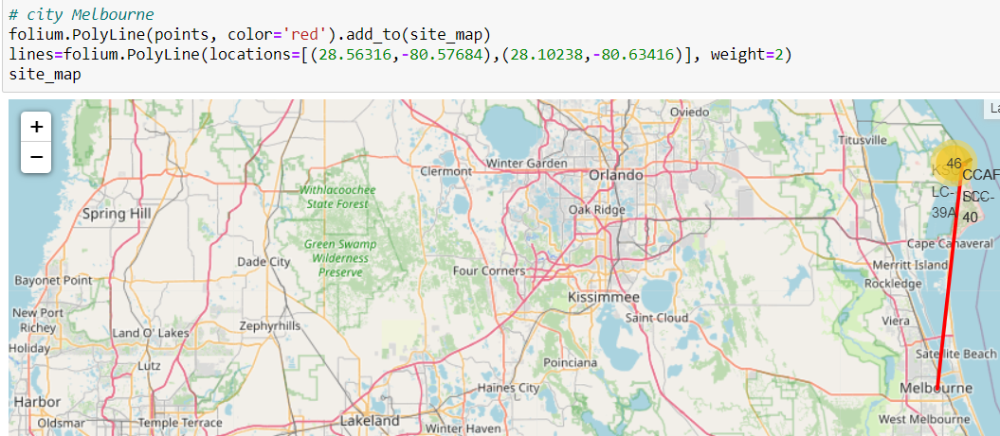 # city Melbourne
folium.PolyLine(points, color='red').add_to(site_map)
lines=folium.PolyLine(locations=[(28.56316,-80.57684),(28.10238,-80.63416)], weight=2)
site_map
+
−
La
Oviedo
Titusville
Winter Garden
Clermont
Orlando
46
KSC
CCAF
LC-
SLC-
39A
40
Withlacoochee
State Forest
Spring Hill
Oak Ridge
Green Swamp
Wilderness
Preserve
Cape Canaveral
Dade City
Merritt Island
Four Corners
Bayonet Point
Rockledge
Kissimmee
New Port
Richey
Saint Cloud
Viera
Zephyrhills
Land O' Lakes
Holiday
Satellite Beach
Lutz
Poinciana
Haines City
Melbourne
Harbor
Oldsmar
Temple Terrace
Lakeland
West Melbourne
Winter Haven